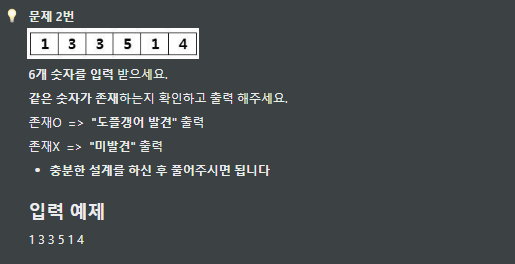 문제 2번
1 3 3 5 1 4
6개 숫자를 입력 받으세요.
같은 숫자가 존재하는지 확인하고 출력 해주세요.
존재O => "도플갱어 발견" 출력
존재X => "미발견" 출력
• 충분한 설계를 하신 후 풀어주시면 됩니다
입력 예제
1 3 3 5 1 4